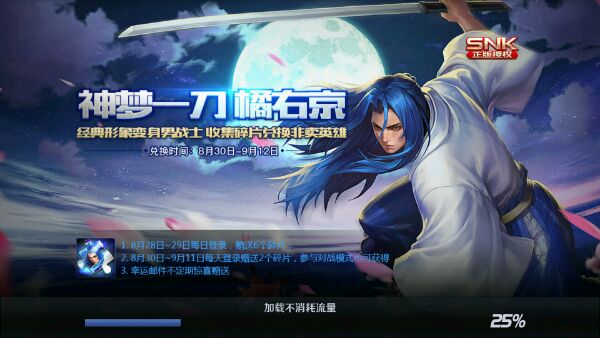 SNK
正版授权
神梦一刀 橘右京
经典形象变身男战士 收集碎片兑换非卖英雄
兑换时间：8月30日-9月12日
1. 8月28日~29日每日登录，赠送6个碎片；
2. 8月30日~9月11日每天登录赠送2个碎片，参与对战模式也可获得
3. 幸运邮件不定期惊喜赠送
加载不消耗流量
25%